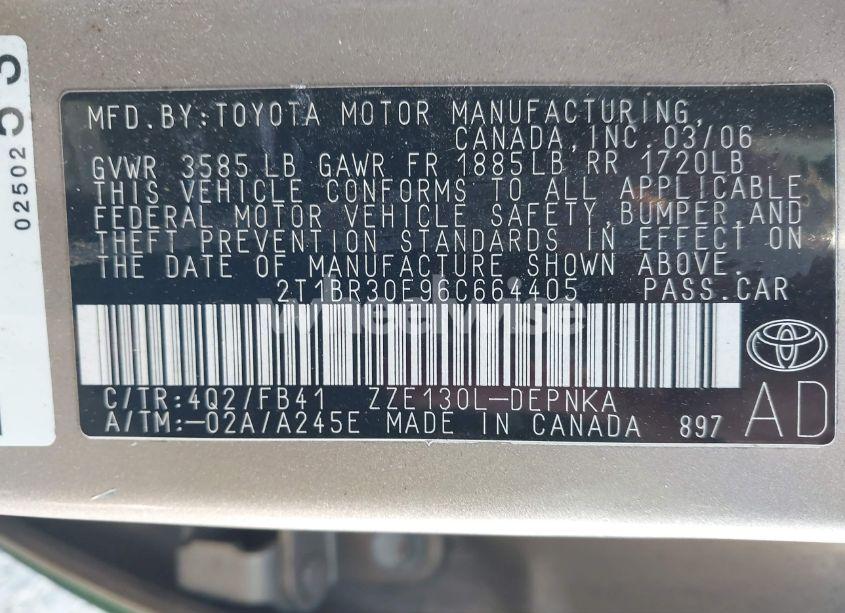 02502 53
MFD.BY:TOYOTA MOTOR MANUFACTURING,
CANADA,INC. 03/06
GVWR 3585 LB GAWR FR 1885LB RR 1720LB
THIS VEHICLE CONFORMS TO ALL APPLICABLE
FEDERAL MOTOR VEHICLE SAFETY,BUMPER,AND
THEFT PREVENTION STANDARDS IN EFFECT ON
THE DATE OF MANUFACTURE SHOWN ABOVE.
2T1BR30E96C664405 PASS.CAR
Wheelwise
C/TR:4Q2/FB41 ZZE130L-DEPNKA
A/TM:-02A/A245E MADE IN CANADA 897
AD